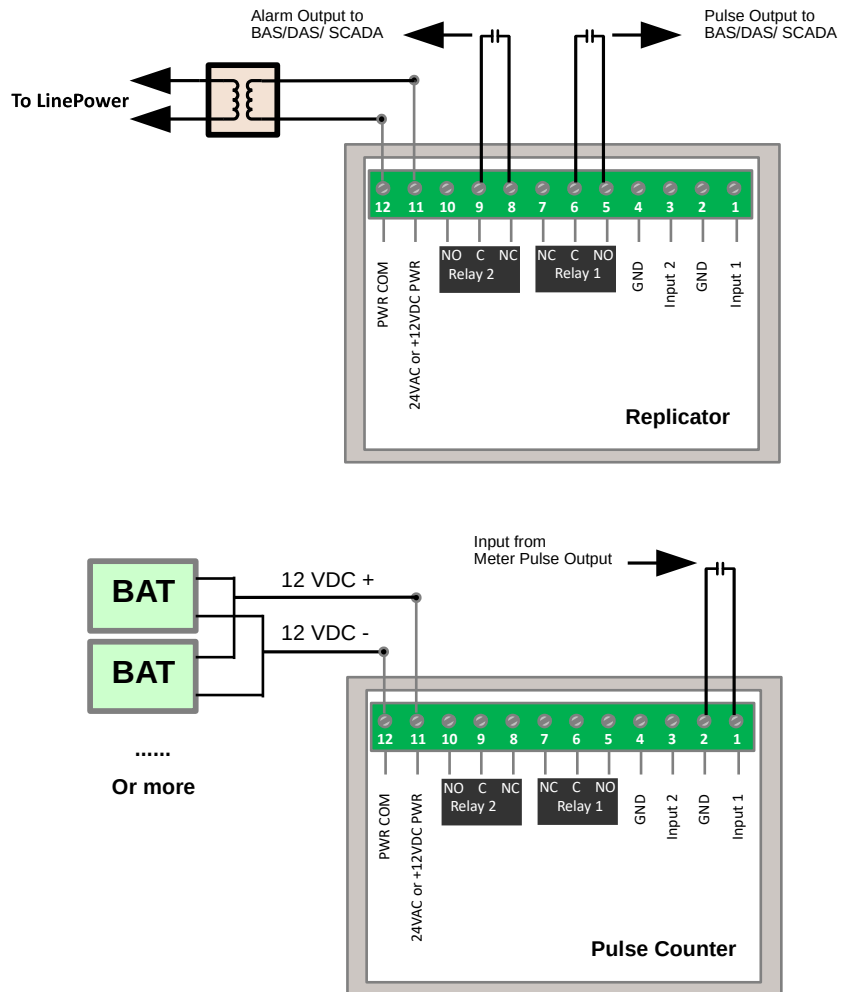 Alarm Output to
BAS/DAS/ SCADA
Pulse Output to
BAS/DAS/ SCADA
To LinePower
12 11 10 9 8 7 6 5 4 3 2 1
PWR COM
24VAC or +12VDC PWR
NO C NC
Relay 2
NC C NO
Relay 1
GND
Input 2
GND
Input 1
Replicator
Input from
Meter Pulse Output
BAT
12 VDC +
12 VDC -
BAT
......
Or more
12 11 10 9 8 7 6 5 4 3 2 1
PWR COM
24VAC or +12VDC PWR
NO C NC
Relay 2
NC C NO
Relay 1
GND
Input 2
GND
Input 1
Pulse Counter